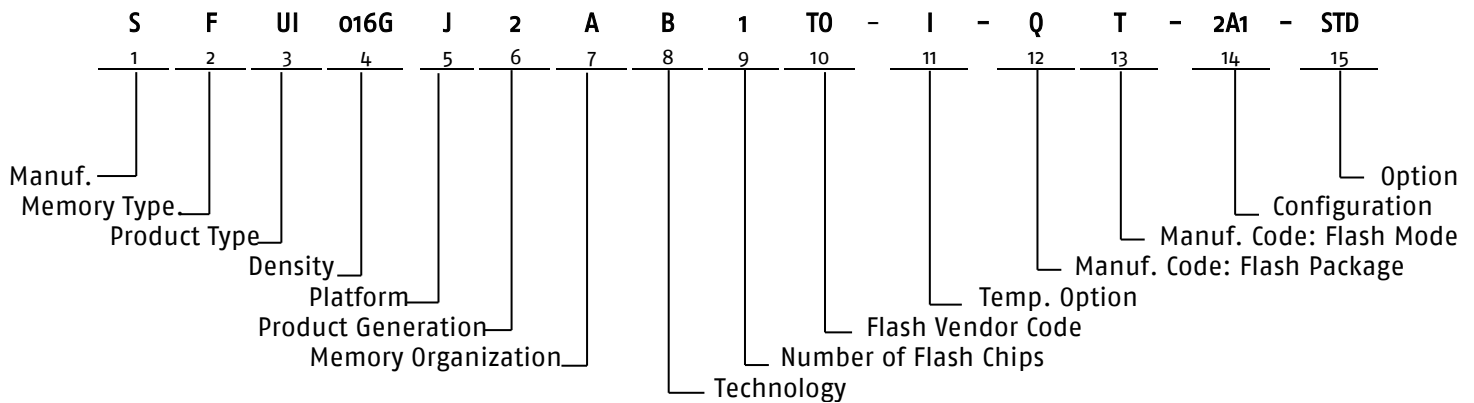 S F UI 016G J 2 A B 1 TO - I - Q T - 2A1 - STD
1 2 3 4 5 6 7 8 9 10 11 12 13 14 15
Manuf. Option
Memory Type. Configuration
Product Type Manuf. Code: Flash Mode
Density Manuf. Code: Flash Package
Platform Temp. Option
Product Generation Flash Vendor Code
Memory Organization Number of Flash Chips
Technology